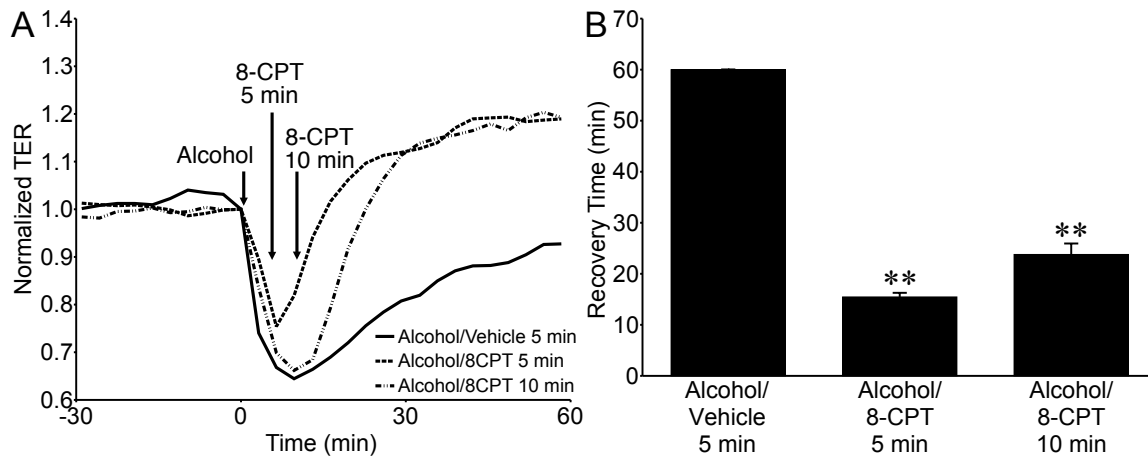 A
Normalized TER
1.4
1.3
1.2
1.1
1.0
0.9
0.8
0.7
0.6
-30
0
30
60
Time (min)
Alcohol
8-CPT
5 min
8-CPT
10 min
Alcohol/Vehicle 5 min
Alcohol/8CPT 5 min
Alcohol/8CPT 10 min
B
Recovery Time (min)
70
60
50
40
30
20
10
0
**
**
Alcohol/
Vehicle
5 min
Alcohol/
8-CPT
5 min
Alcohol/
8-CPT
10 min